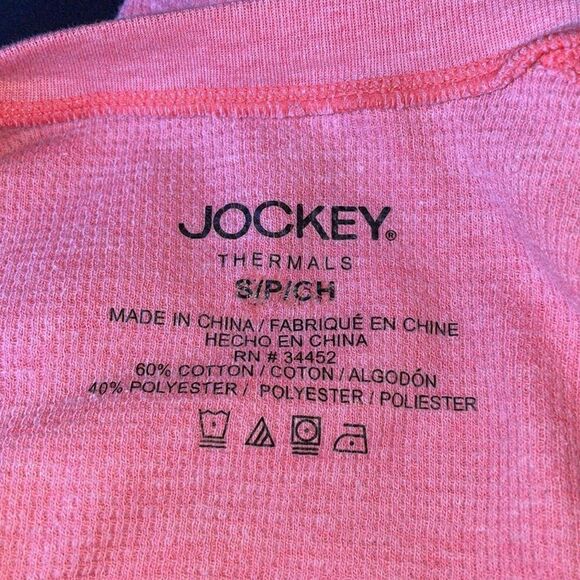 JOCKEY®
THERMALS
S/P/CH
MADE IN CHINA / FABRIQUÉ EN CHINE
HECHO EN CHINA
RN # 34452
60% COTTON / COTON / ALGODÓN
40% POLYESTER / POLYESTER / POLIESTER